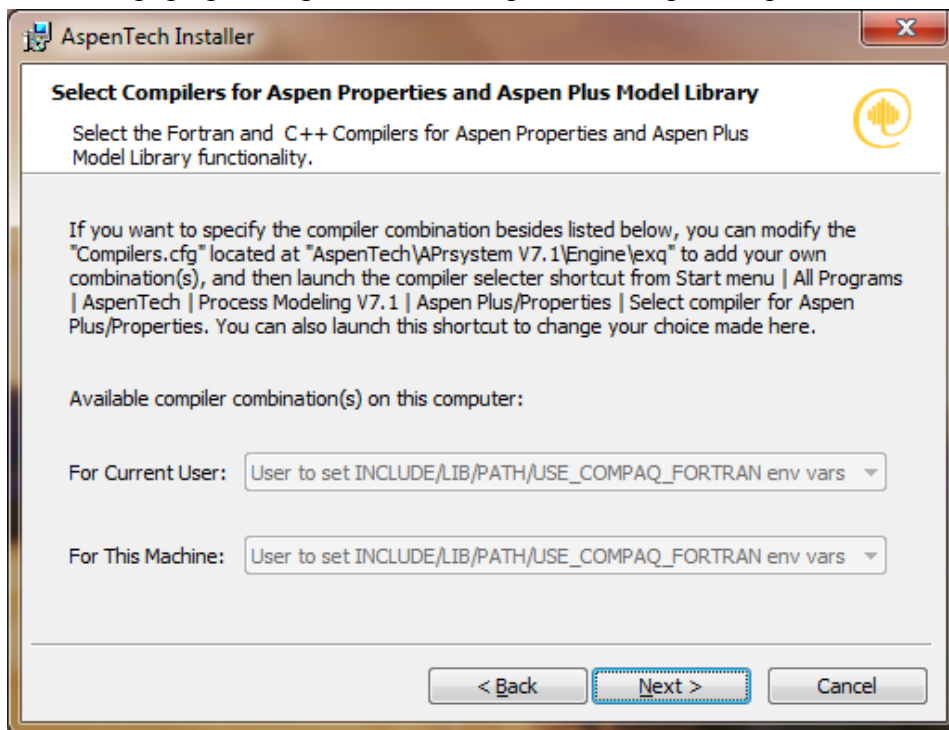 AspenTech Installer
Select Compilers for Aspen Properties and Aspen Plus Model Library
Select the Fortran and C++ Compilers for Aspen Properties and Aspen Plus
Model Library functionality.
If you want to specify the compiler combination besides listed below, you can modify the
"Compilers.cfg" located at "AspenTech\APrsystem V7.1\Engine\exq" to add your own
combination(s), and then launch the compiler selecter shortcut from Start menu | All Programs
| AspenTech | Process Modeling V7.1 | Aspen Plus/Properties | Select compiler for Aspen
Plus/Properties. You can also launch this shortcut to change your choice made here.
Available compiler combination(s) on this computer:
For Current User: User to set INCLUDE/LIB/PATH/USE_COMPAQ_FORTRAN env vars
For This Machine: User to set INCLUDE/LIB/PATH/USE_COMPAQ_FORTRAN env vars
< Back Next > Cancel